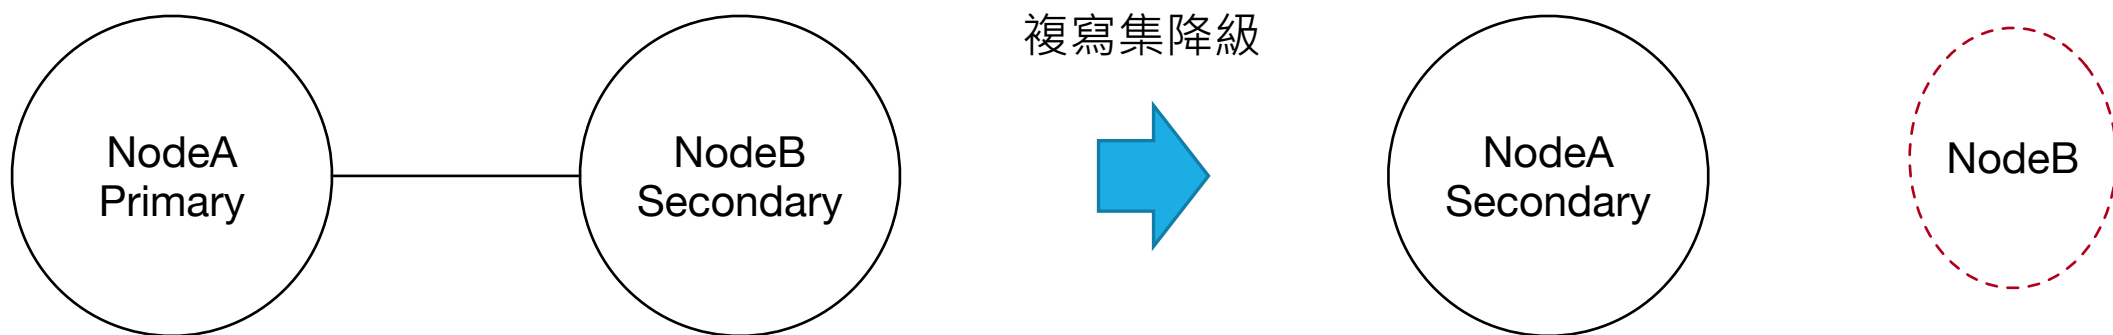 NodeA
Primary
NodeB
Secondary
複寫集降級
NodeA
Secondary
NodeB